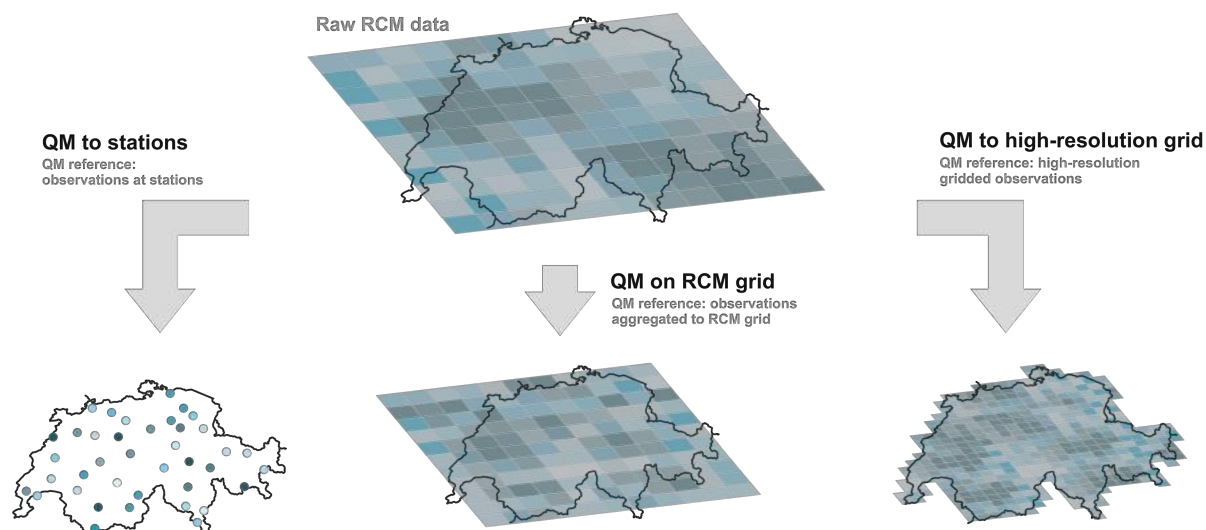 Raw RCM data
QM to stations
QM reference:
observations at stations
QM on RCM grid
QM reference: observations
aggregated to RCM grid
QM to high-resolution grid
QM reference: high-resolution
gridded observations